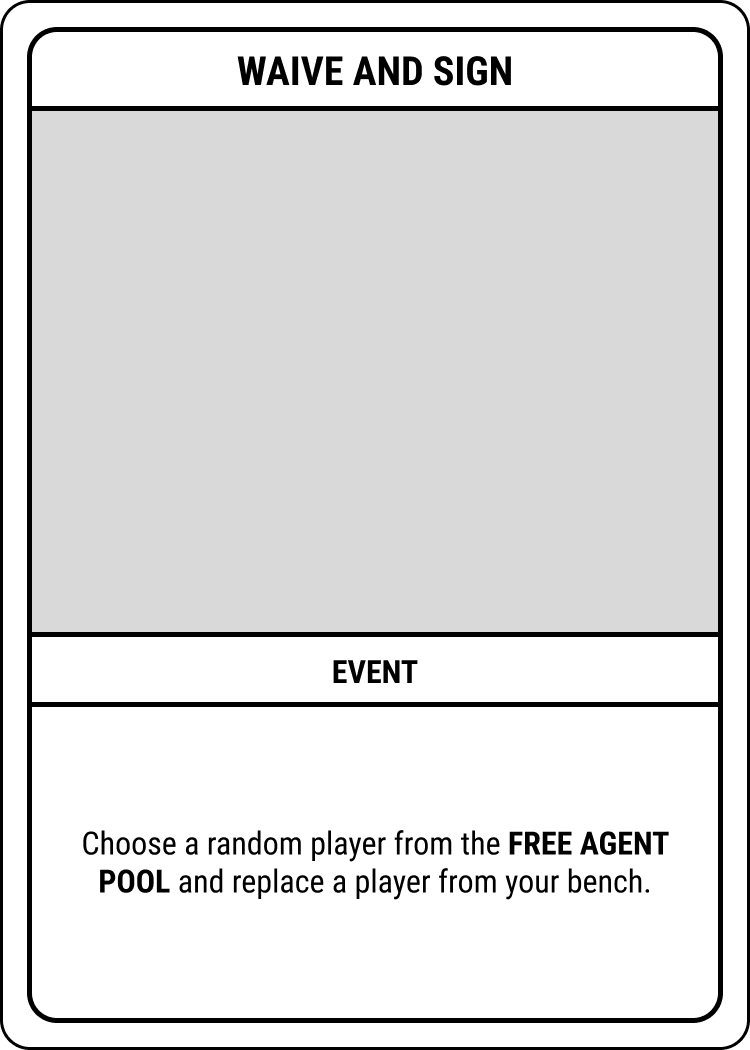 WAIVE AND SIGN
EVENT
Choose a random player from the FREE AGENT
POOL and replace a player from your bench.